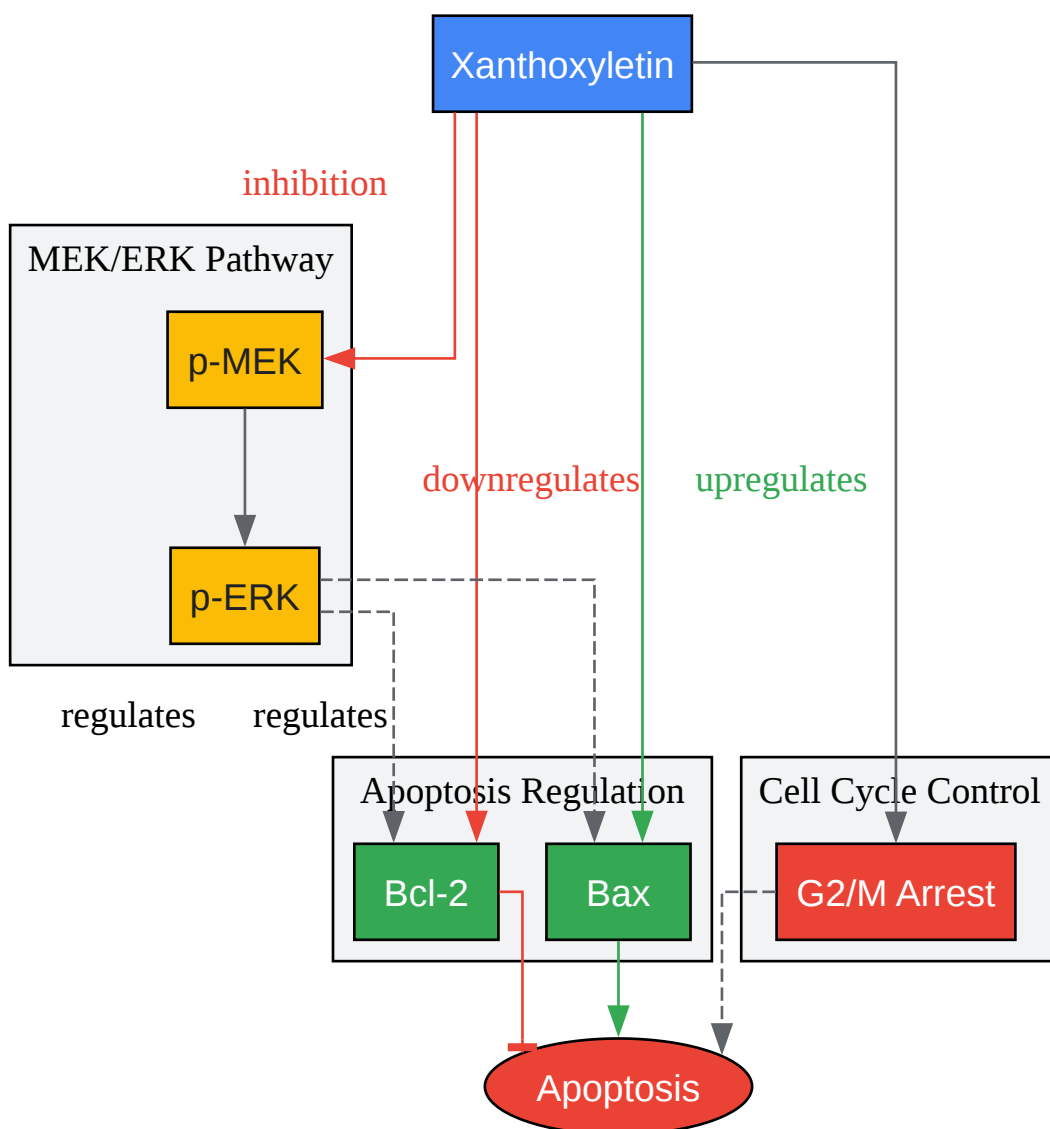 Xanthoxyletin
inhibition
MEK/ERK Pathway
p-MEK
downregulates
upregulates
p-ERK
regulates
regulates
Apoptosis Regulation
Cell Cycle Control
Bcl-2
Bax
G2/M Arrest
Apoptosis